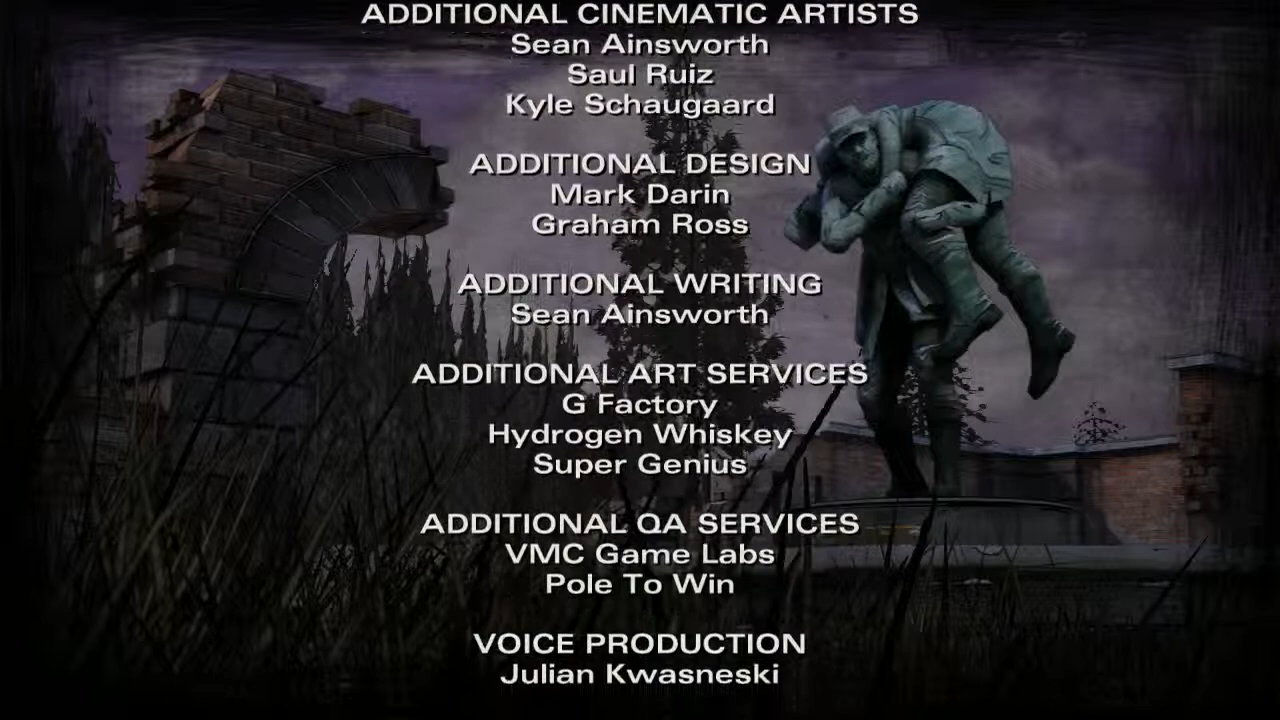 ADDITIONAL CINEMATIC ARTISTS
Sean Ainsworth
Saul Ruiz
Kyle Schaugaard
ADDITIONAL DESIGN
Mark Darin
Graham Ross
ADDITIONAL WRITING
Sean Ainsworth
ADDITIONAL ART SERVICES
G Factory
Hydrogen Whiskey
Super Genius
ADDITIONAL QA SERVICES
VMC Game Labs
Pole To Win
VOICE PRODUCTION
Julian Kwasneski